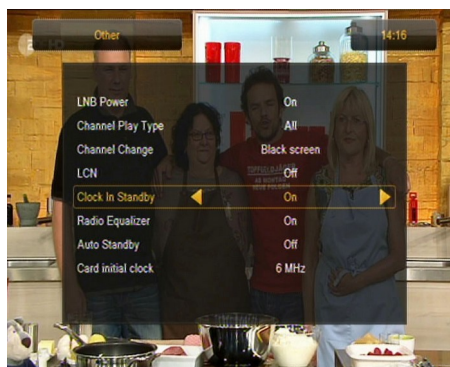 Other 14:16
LNB Power On
Channel Play Type All
Channel Change Black screen
LCN Off
Clock In Standby On
Radio Equalizer On
Auto Standby Off
Card initial clock 6 MHz
TOPFGELDJÄGER